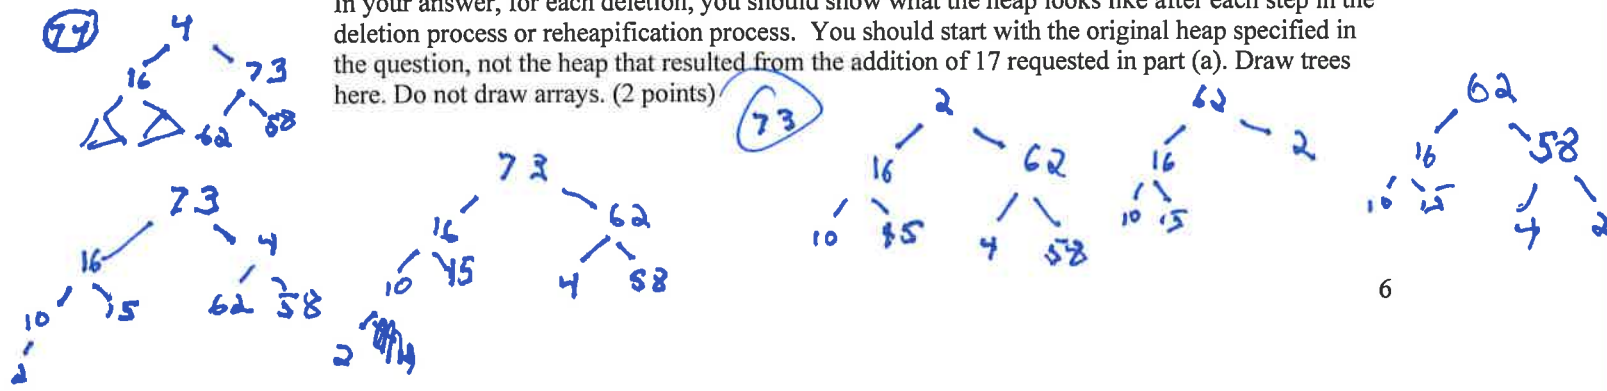 In your answer, for each deletion, you should show what the heap looks like after each step in the
deletion process or reheapification process. You should start with the original heap specified in
the question, not the heap that resulted from the addition of 17 requested in part (a). Draw trees
here. Do not draw arrays. (2 points)
74
4
16 73
62 58
73
16 4
10 15 62 58
2
73
16 62
10 15 4 58
2
73
2
16 62
10 15 4 58
62
16 2
10 15
62
16 58
10 15 4 2
6